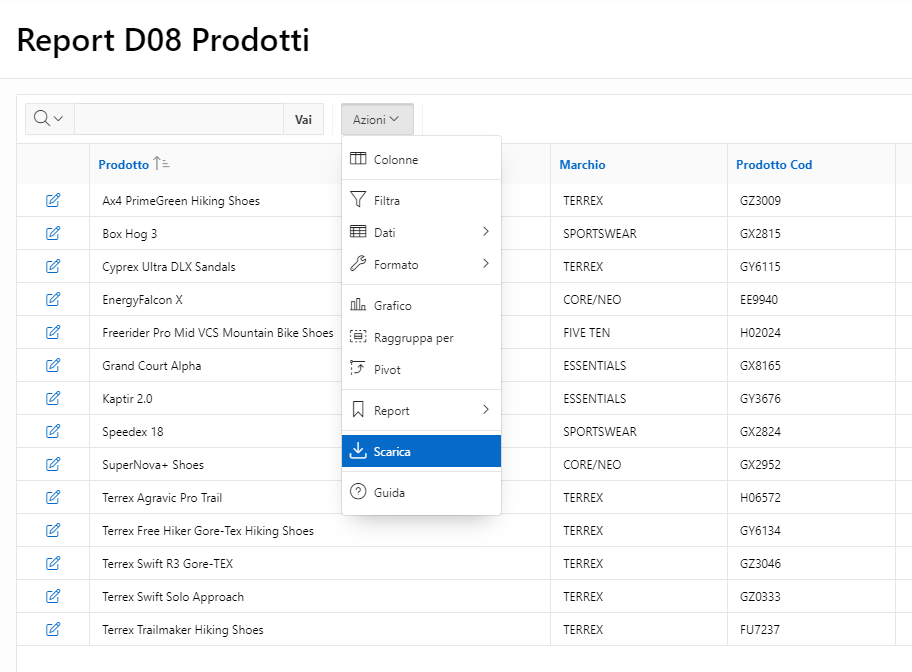 Report D08 Prodotti
Vai
Azioni
Prodotto Marchio Prodotto Cod
Ax4 PrimeGreen Hiking Shoes TERREX GZ3009
Box Hog 3 SPORTSWEAR GX2815
Cyprex Ultra DLX Sandals TERREX GY6115
EnergyFalcon X CORE/NEO EE9940
Freerider Pro Mid VCS Mountain Bike Shoes FIVE TEN H02024
Grand Court Alpha ESSENTIALS GX8165
Kaptir 2.0 ESSENTIALS GY3676
Speedex 18 SPORTSWEAR GX2824
SuperNova+ Shoes CORE/NEO GX2952
Terrex Agravic Pro Trail TERREX H06572
Terrex Free Hiker Gore-Tex Hiking Shoes TERREX GY6134
Terrex Swift R3 Gore-TEX TERREX GZ3046
Terrex Swift Solo Approach TERREX GZ0333
Terrex Trailmaker Hiking Shoes TERREX FU7237
Colonne
Filtra
Dati
Formato
Grafico
Raggruppa per
Pivot
Report
Scarica
Guida